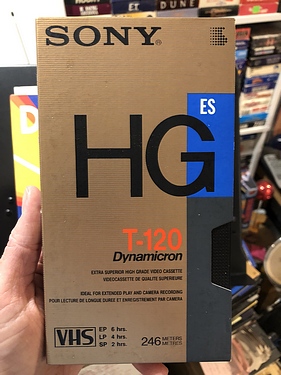 SONY®
ES
HG
T-120
Dynamicron
EXTRA SUPERIOR HIGH GRADE VIDEO CASSETTE
VIDEOCASSETTE DE QUALITE SUPERIEURE
IDEAL FOR EXTENDED PLAY AND CAMERA RECORDING
POUR LECTURE DE LONGUE DUREE ET ENREGISTREMENT PAR CAMERA
VHS
EP 6 hrs.
LP 4 hrs.
SP 2 hrs.
246 METERS
METRES
ET
DUNE